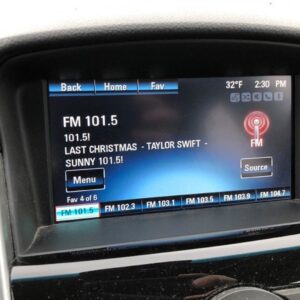 Back Home Fav 32°F 2:30 PM
FM 101.5
101.5!
LAST CHRISTMAS - TAYLOR SWIFT -
SUNNY 101.5!
FM
Menu Source
Fav 4 of 6
FM 101.5 FM 102.3 FM 103.1 FM 103.5 FM 103.9 FM 104.7